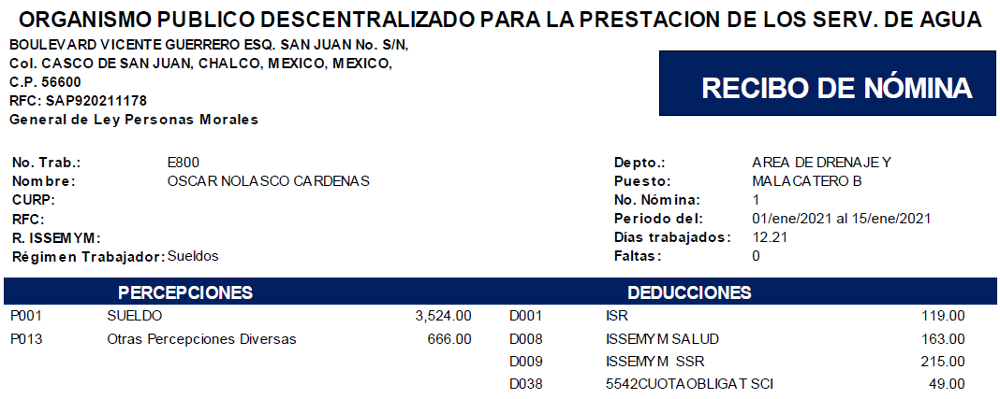 ORGANISMO PUBLICO DESCENTRALIZADO PARA LA PRESTACION DE LOS SERV. DE AGUA
BOULEVARD VICENTE GUERRERO ESQ. SAN JUAN No. S/N,
Col. CASCO DE SAN JUAN, CHALCO, MEXICO, MEXICO,
C.P. 56600
RFC: SAP920211178
General de Ley Personas Morales
RECIBO DE NÓMINA
No. Trab.: E800
Nombre: OSCAR NOLASCO CARDENAS
CURP:
RFC:
R. ISSEMYM:
Régimen Trabajador: Sueldos
Depto.: AREA DE DRENAJE Y
Puesto: MALACATERO B
No. Nómina: 1
Periodo del: 01/ene/2021 al 15/ene/2021
Días trabajados: 12.21
Faltas: 0
PERCEPCIONES DEDUCCIONES
P001 SUELDO 3,524.00 D001 ISR 119.00
P013 Otras Percepciones Diversas 666.00 D008 ISSEMYM SALUD 163.00
D009 ISSEMYM SSR 215.00
D038 5542CUOTAOBLIGAT SCI 49.00